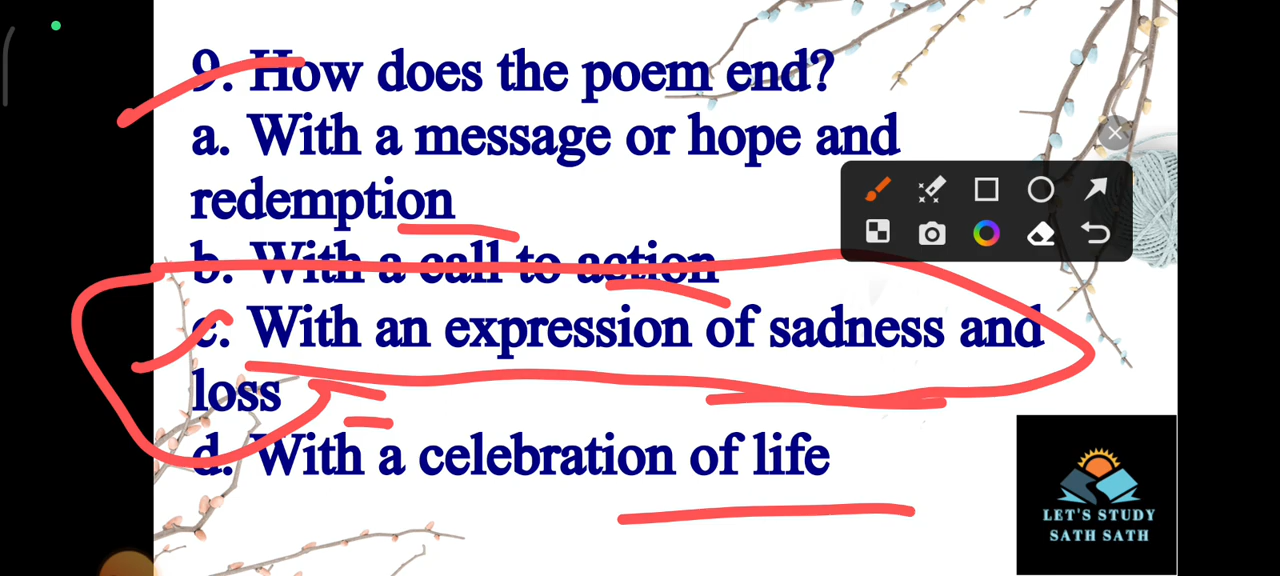 9. How does the poem end?
a. With a message or hope and
redemption
b. With a call to action
c. With an expression of sadness and
loss
d. With a celebration of life
LET'S STUDY
SATH SATH